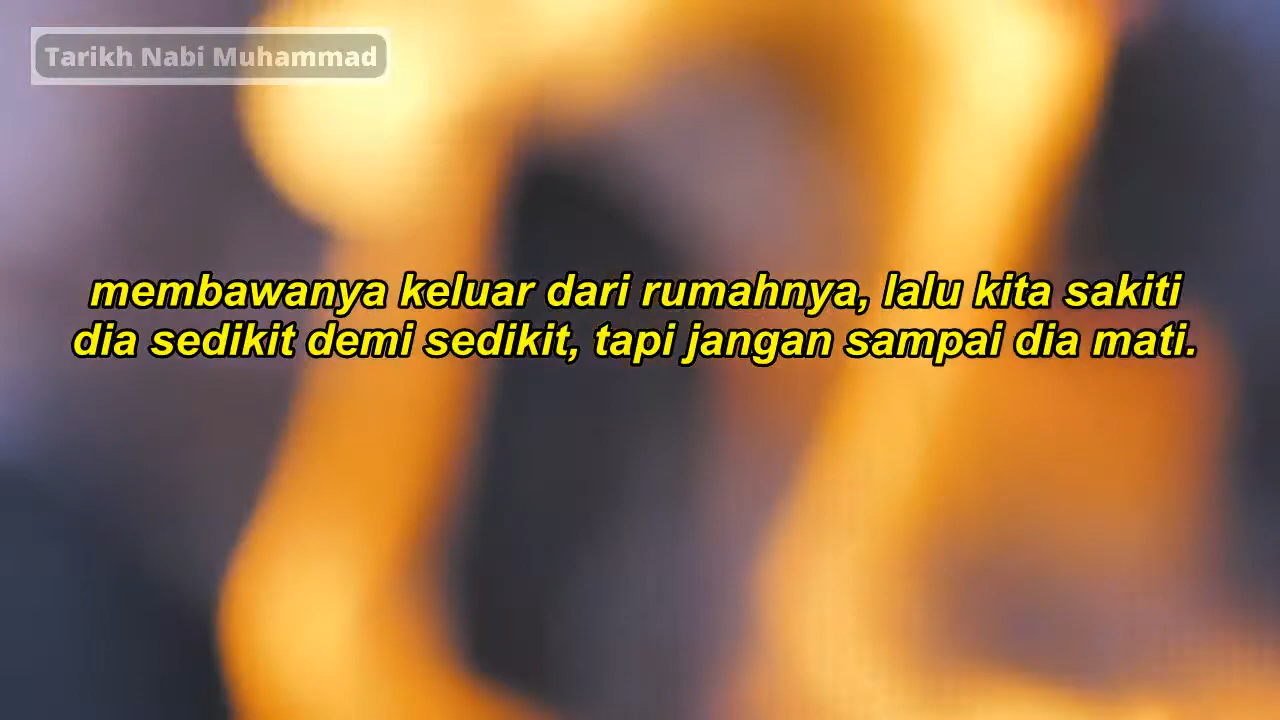 Tarikh Nabi Muhammad
membawanya keluar dari rumahnya, lalu kita sakiti
dia sedikit demi sedikit, tapi jangan sampai dia mati.